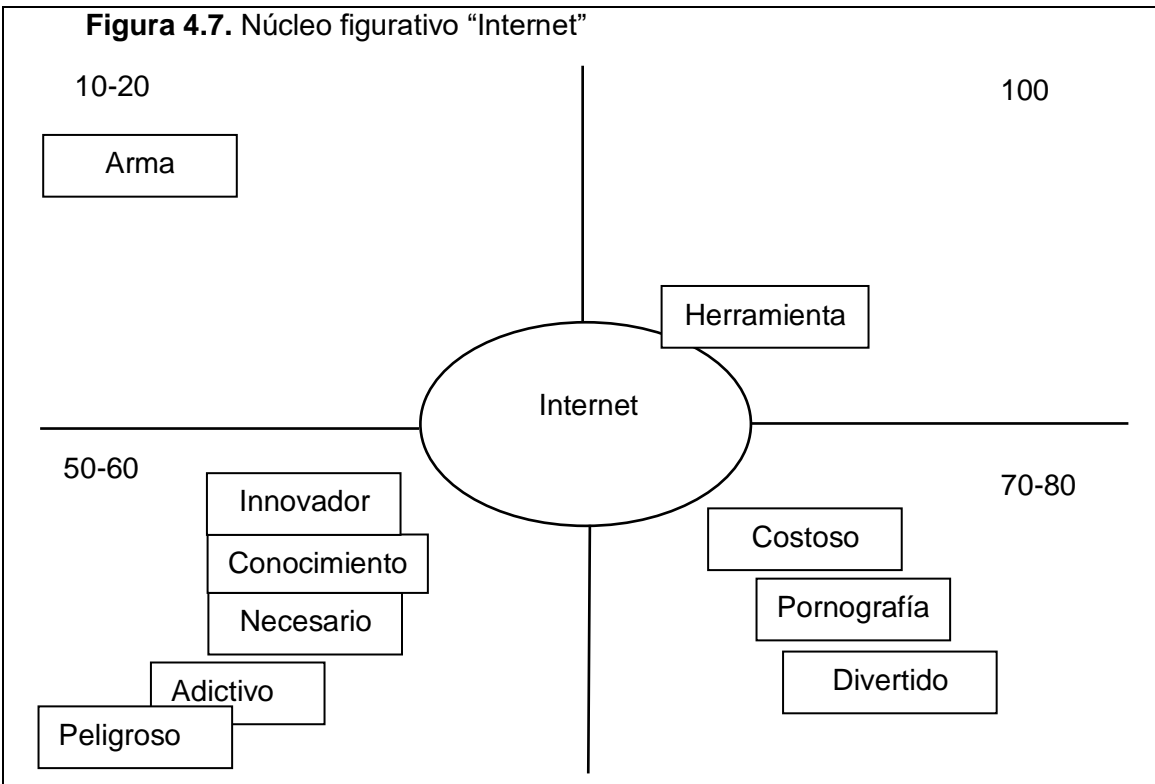 Figura 4.7. Núcleo figurativo “Internet”
10-20
100
Arma
Herramienta
Internet
50-60
70-80
Innovador
Costoso
Conocimiento
Pornografía
Necesario
Divertido
Adictivo
Peligroso